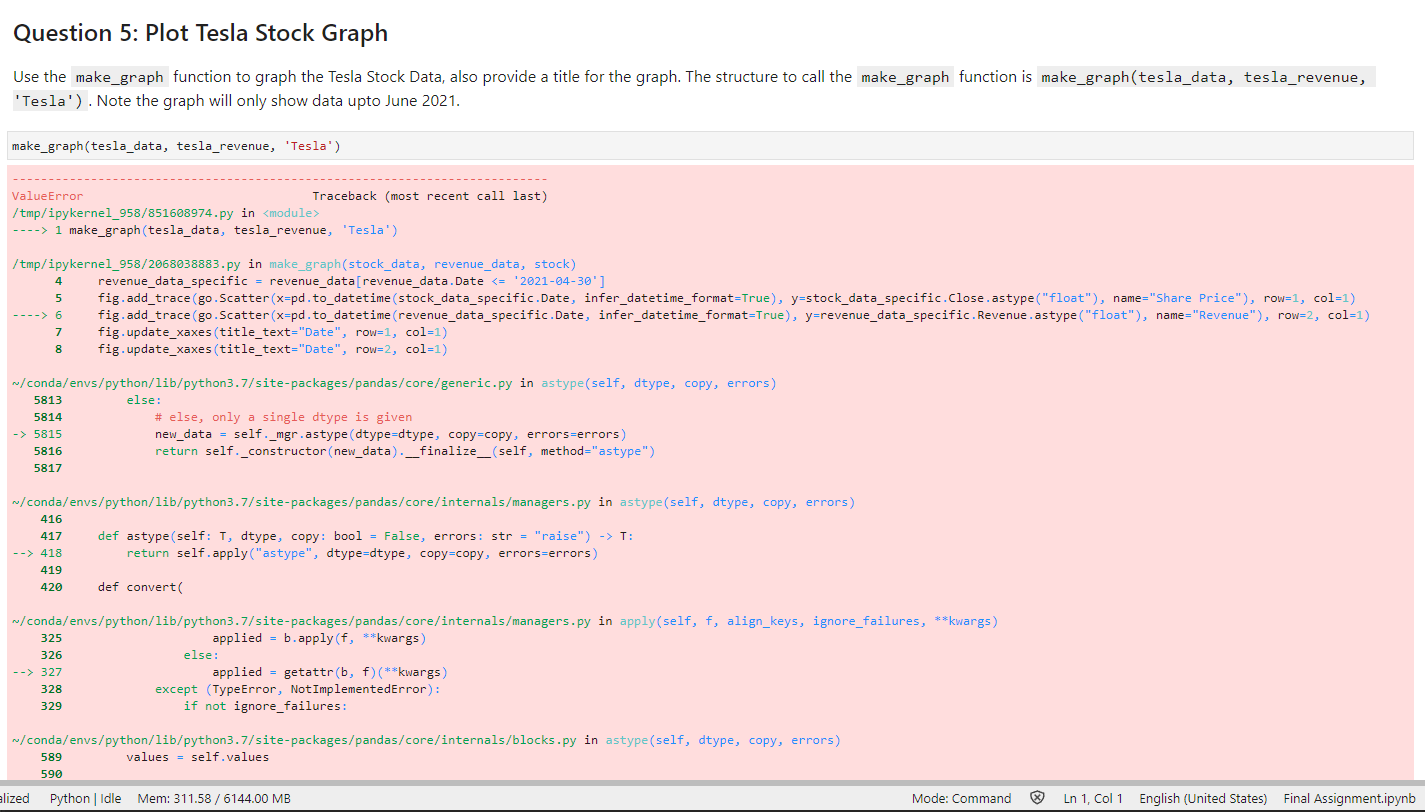 Question 5: Plot Tesla Stock Graph
Use the make_graph function to graph the Tesla Stock Data, also provide a title for the graph. The structure to call the make_graph function is make_graph(tesla_data, tesla_revenue,
'Tesla'). Note the graph will only show data upto June 2021.
make_graph(tesla_data, tesla_revenue, 'Tesla')
---------------------------------------------------------------------------
ValueError                                Traceback (most recent call last)
/tmp/ipykernel_958/851608974.py in <module>
----> 1 make_graph(tesla_data, tesla_revenue, 'Tesla')
/tmp/ipykernel_958/2068038883.py in make_graph(stock_data, revenue_data, stock)
      4     revenue_data_specific = revenue_data[revenue_data.Date <= '2021-04-30']
      5     fig.add_trace(go.Scatter(x=pd.to_datetime(stock_data_specific.Date, infer_datetime_format=True), y=stock_data_specific.Close.astype("float"), name="Share Price"), row=1, col=1)
----> 6     fig.add_trace(go.Scatter(x=pd.to_datetime(revenue_data_specific.Date, infer_datetime_format=True), y=revenue_data_specific.Revenue.astype("float"), name="Revenue"), row=2, col=1)
      7     fig.update_xaxes(title_text="Date", row=1, col=1)
      8     fig.update_xaxes(title_text="Date", row=2, col=1)
~/conda/envs/python/lib/python3.7/site-packages/pandas/core/generic.py in astype(self, dtype, copy, errors)
   5813         else:
   5814             # else, only a single dtype is given
-> 5815             new_data = self._mgr.astype(dtype=dtype, copy=copy, errors=errors)
   5816             return self._constructor(new_data).__finalize__(self, method="astype")
   5817
~/conda/envs/python/lib/python3.7/site-packages/pandas/core/internals/managers.py in astype(self, dtype, copy, errors)
    416
    417     def astype(self: T, dtype, copy: bool = False, errors: str = "raise") -> T:
--> 418         return self.apply("astype", dtype=dtype, copy=copy, errors=errors)
    419
    420     def convert(
~/conda/envs/python/lib/python3.7/site-packages/pandas/core/internals/managers.py in apply(self, f, align_keys, ignore_failures, **kwargs)
    325                     applied = b.apply(f, **kwargs)
    326                 else:
--> 327                     applied = getattr(b, f)(**kwargs)
    328             except (TypeError, NotImplementedError):
    329                 if not ignore_failures:
~/conda/envs/python/lib/python3.7/site-packages/pandas/core/internals/blocks.py in astype(self, dtype, copy, errors)
    589         values = self.values
    590
alized Python | Idle Mem: 311.58 / 6144.00 MB Mode: Command Ln 1, Col 1 English (United States) Final Assignment.ipynb